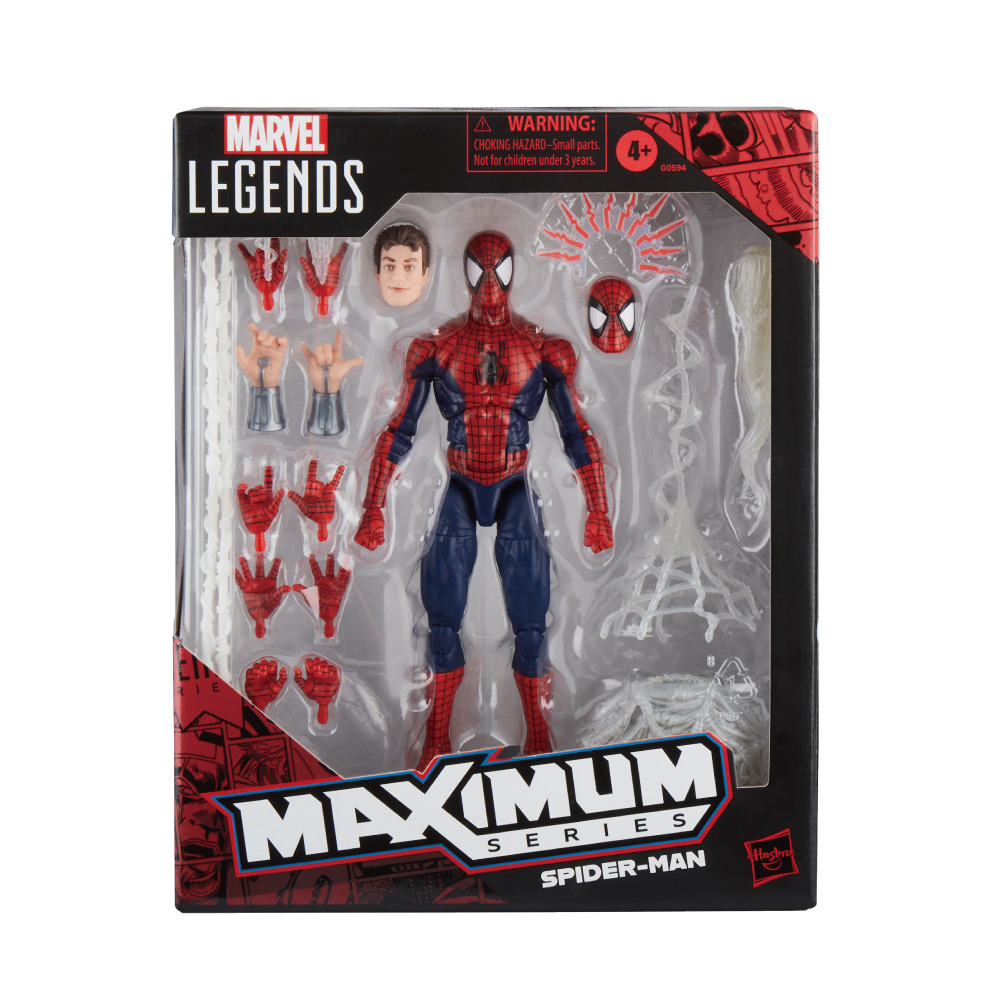 MARVEL
LEGENDS
WARNING:
CHOKING HAZARD–Small parts.
Not for children under 3 years.
4+
G0594
MAXIMUM
SERIES
SPIDER-MAN
Hasbro